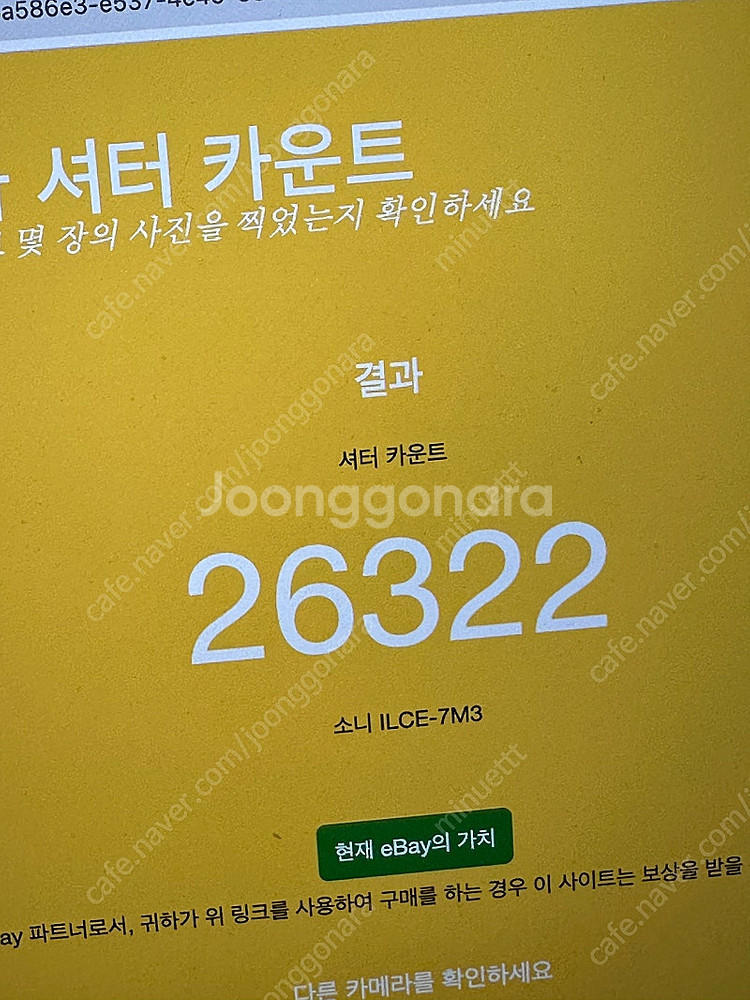 셔터 카운트
몇 장의 사진을 찍었는지 확인하세요
결과
셔터 카운트
Joonggonara
26322
소니 ILCE-7M3
현재 eBay의 가치
ay 파트너로서, 귀하가 위 링크를 사용하여 구매를 하는 경우 이 사이트는 보상을 받을
다른 카메라를 확인하세요
cafe.naver.com/joonggonara
minuettt